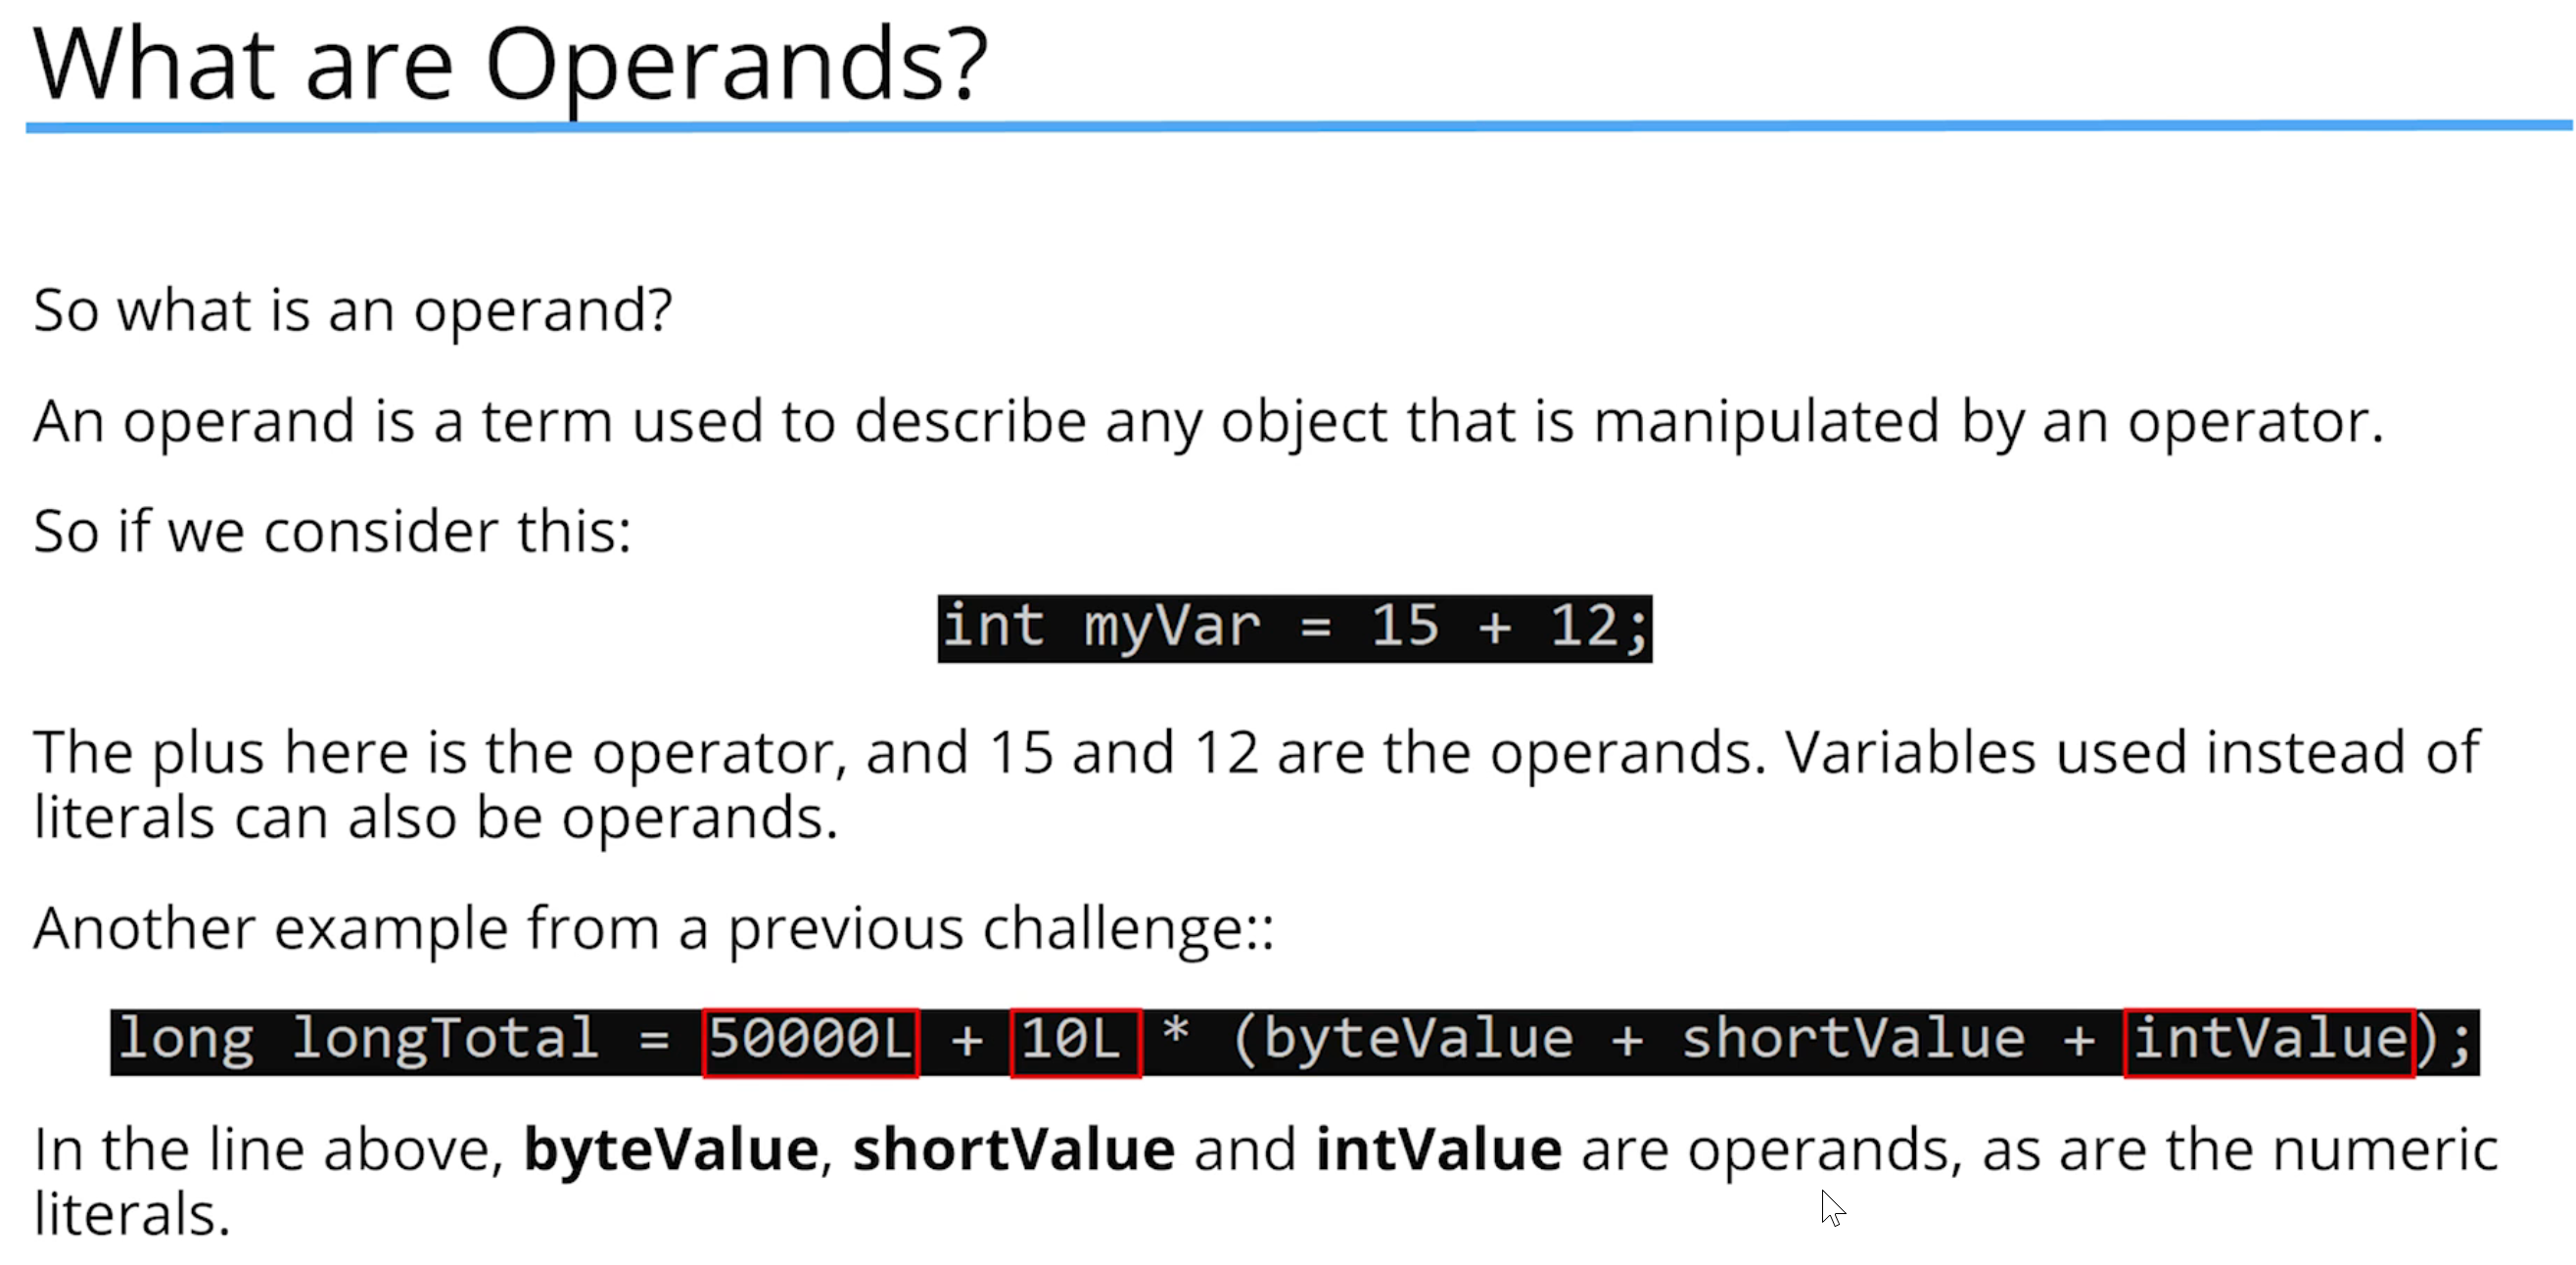 What are Operands?
So what is an operand?
An operand is a term used to describe any object that is manipulated by an operator.
So if we consider this:
int myVar = 15 + 12;
The plus here is the operator, and 15 and 12 are the operands. Variables used instead of
literals can also be operands.
Another example from a previous challenge::
long longTotal = 50000L + 10L * (byteValue + shortValue + intValue);
In the line above, byteValue, shortValue and intValue are operands, as are the numeric
literals.